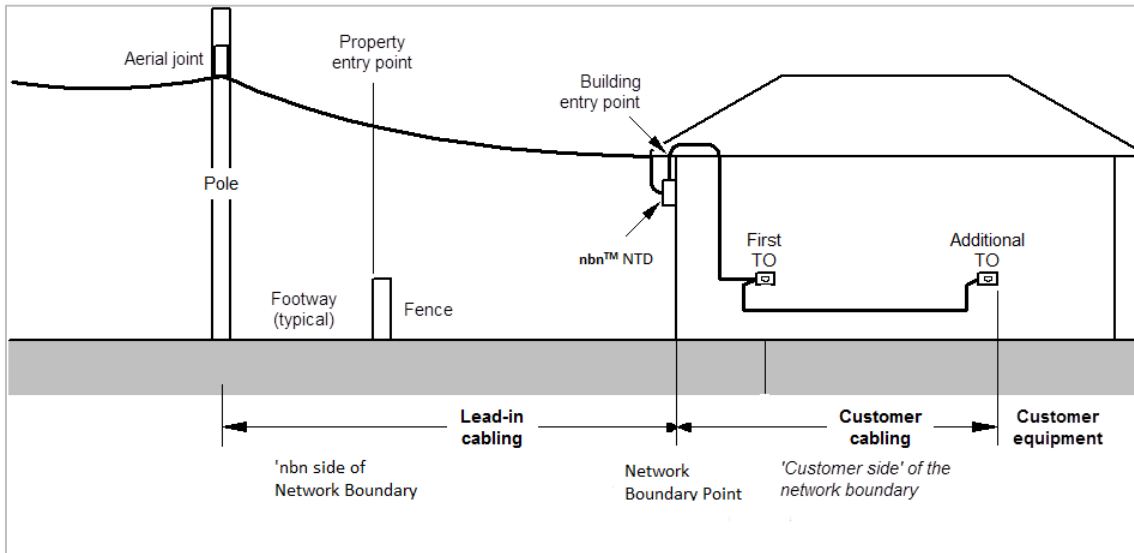 Aerial joint
Property
entry point
Building
entry point
Pole
nbn™ NTD
First
TO
Additional
TO
Footway
(typical)
Fence
Lead-in
cabling
Customer
cabling
Customer
equipment
'nbn side of
Network Boundary
Network
Boundary Point
'Customer side' of the
network boundary